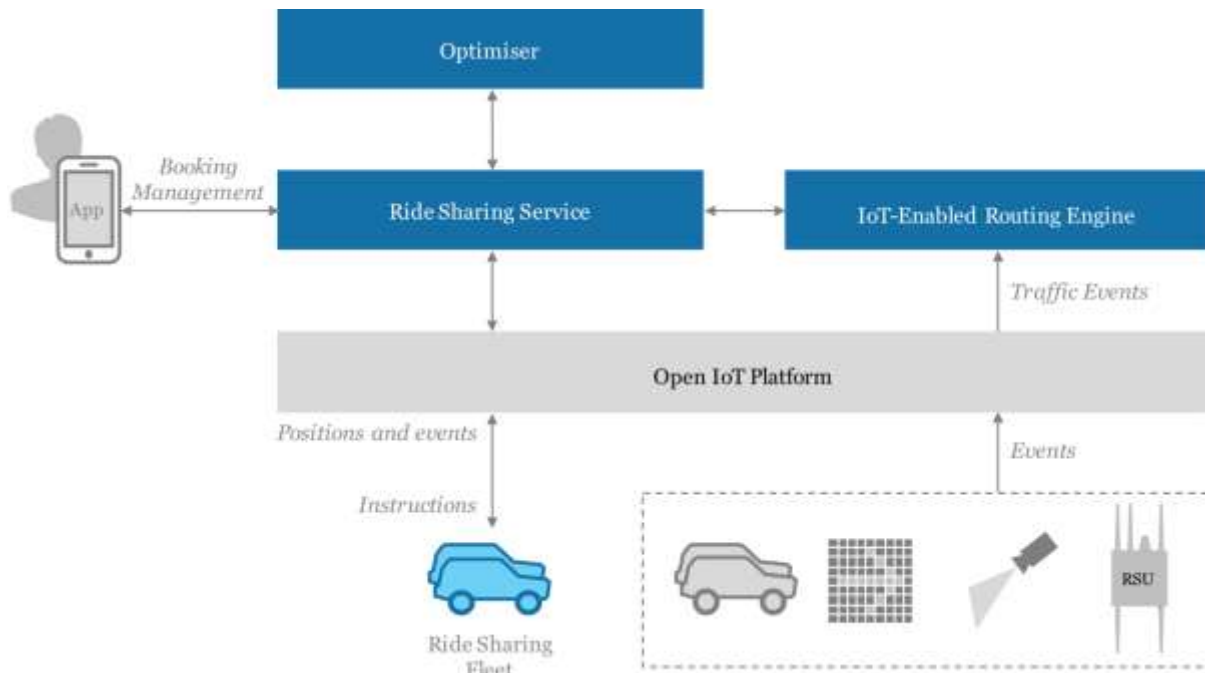 Optimiser
Booking
Management
App
Ride Sharing Service
IoT-Enabled Routing Engine
Traffic Events
Open IoT Platform
Positions and events
Events
Instructions
RSU
Ride Sharing
Fleet